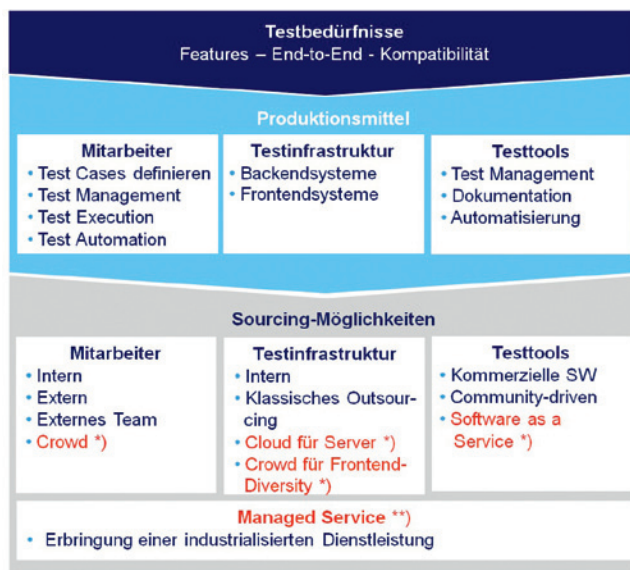 Testbedürfnisse
Features – End-to-End - Kompatibilität
Produktionsmittel
Mitarbeiter
• Test Cases definieren
• Test Management
• Test Execution
• Test Automation
Testinfrastruktur
• Backendsysteme
• Frontendsysteme
Testtools
• Test Management
• Dokumentation
• Automatisierung
Sourcing-Möglichkeiten
Mitarbeiter
• Intern
• Extern
• Externes Team
• Crowd *)
Testinfrastruktur
• Intern
• Klassisches Outsour-
cing
• Cloud für Server *)
• Crowd für Frontend-
Diversity *)
Testtools
• Kommerzielle SW
• Community-driven
• Software as a
Service *)
Managed Service **)
• Erbringung einer industrialisierten Dienstleistung